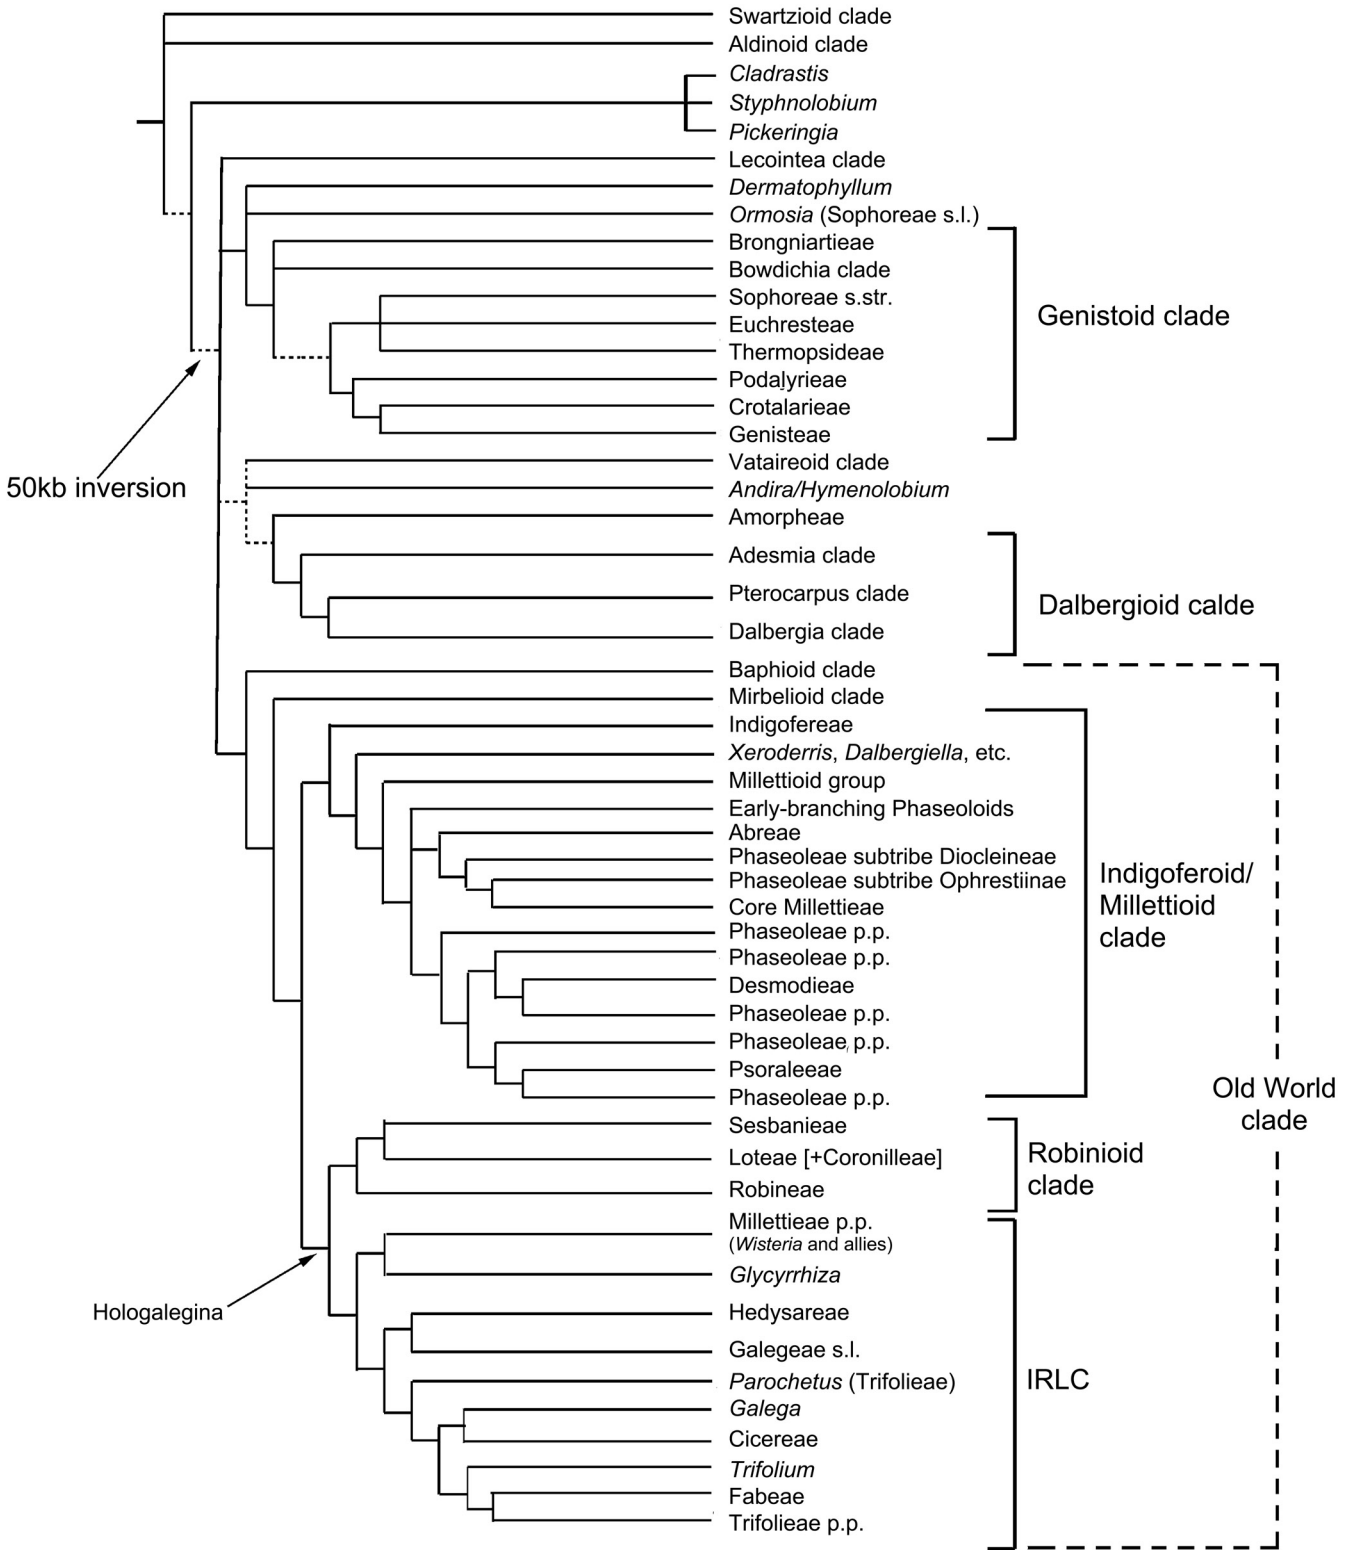 Swartzioid clade
Aldinoid clade
Cladrastis
Styphnolobium
Pickeringia
Lecointea clade
Dermatophyllum
Ormosia (Sophoreae s.l.)
Brongniartieae
Bowdichia clade
Sophoreae s.str.
Euchresteae
Thermopsideae
Podalyrieae
Crotalarieae
Genisteae
Genistoid clade
50kb inversion
Vataireoid clade
Andira/Hymenolobium
Amorpheae
Adesmia clade
Pterocarpus clade
Dalbergia clade
Dalbergioid calde
Baphioid clade
Mirbelioid clade
Indigofereae
Xeroderris, Dalbergiella, etc.
Millettioid group
Early-branching Phaseoloids
Abreae
Phaseoleae subtribe Diocleineae
Phaseoleae subtribe Ophrestiinae
Core Millettieae
Phaseoleae p.p.
Phaseoleae p.p.
Desmodieae
Phaseoleae p.p.
Phaseoleae p.p.
Psoraleeae
Phaseoleae p.p.
Indigoferoid/
Millettioid
clade
Old World
clade
Sesbanieae
Loteae [+Coronilleae]
Robineae
Robinioid
clade
Millettieae p.p.
(Wisteria and allies)
Glycyrrhiza
Hologalegina
Hedysareae
Galegeae s.l.
Parochetus (Trifolieae)
Galega
Cicereae
Trifolium
Fabeae
Trifolieae p.p.
IRLC